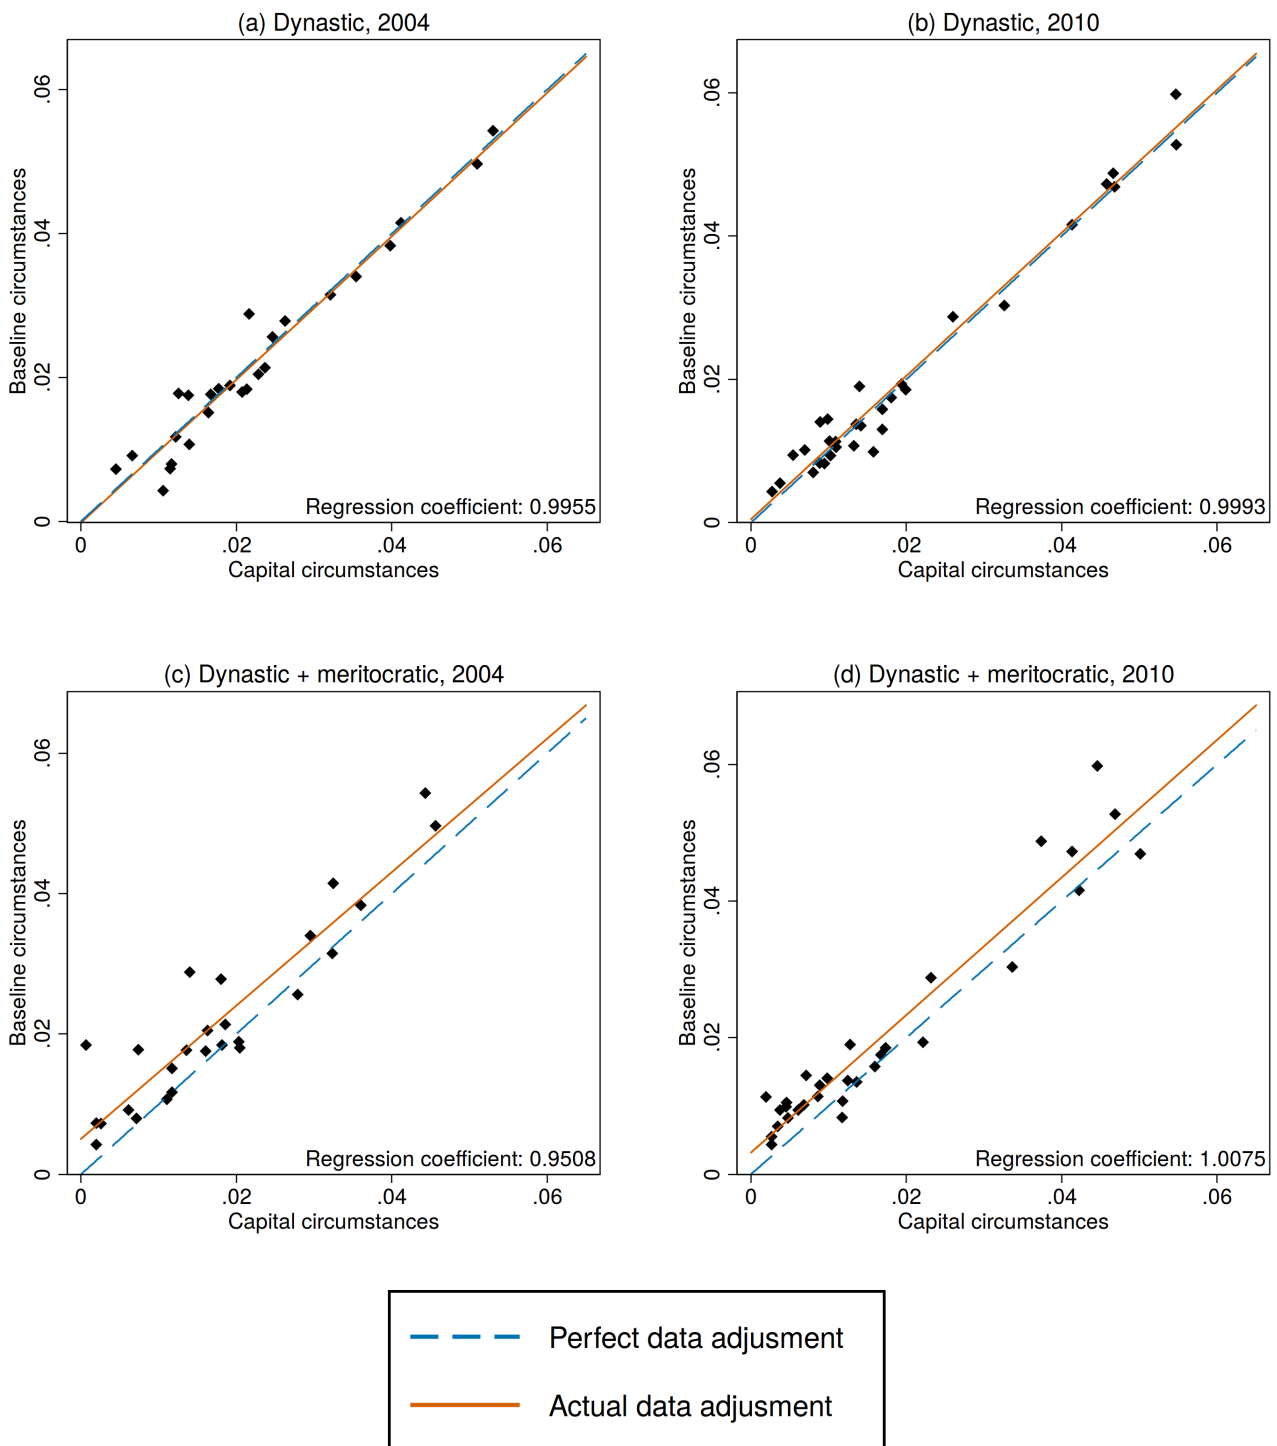 (a) Dynastic, 2004
Baseline circumstances
.06
.04
.02
0
Regression coefficient: 0.9955
0 .02 .04 .06
Capital circumstances
(b) Dynastic, 2010
Baseline circumstances
.06
.04
.02
0
Regression coefficient: 0.9993
0 .02 .04 .06
Capital circumstances
(c) Dynastic + meritocratic, 2004
Baseline circumstances
.06
.04
.02
0
Regression coefficient: 0.9508
0 .02 .04 .06
Capital circumstances
(d) Dynastic + meritocratic, 2010
Baseline circumstances
.06
.04
.02
0
Regression coefficient: 1.0075
0 .02 .04 .06
Capital circumstances
Perfect data adjusment
Actual data adjusment